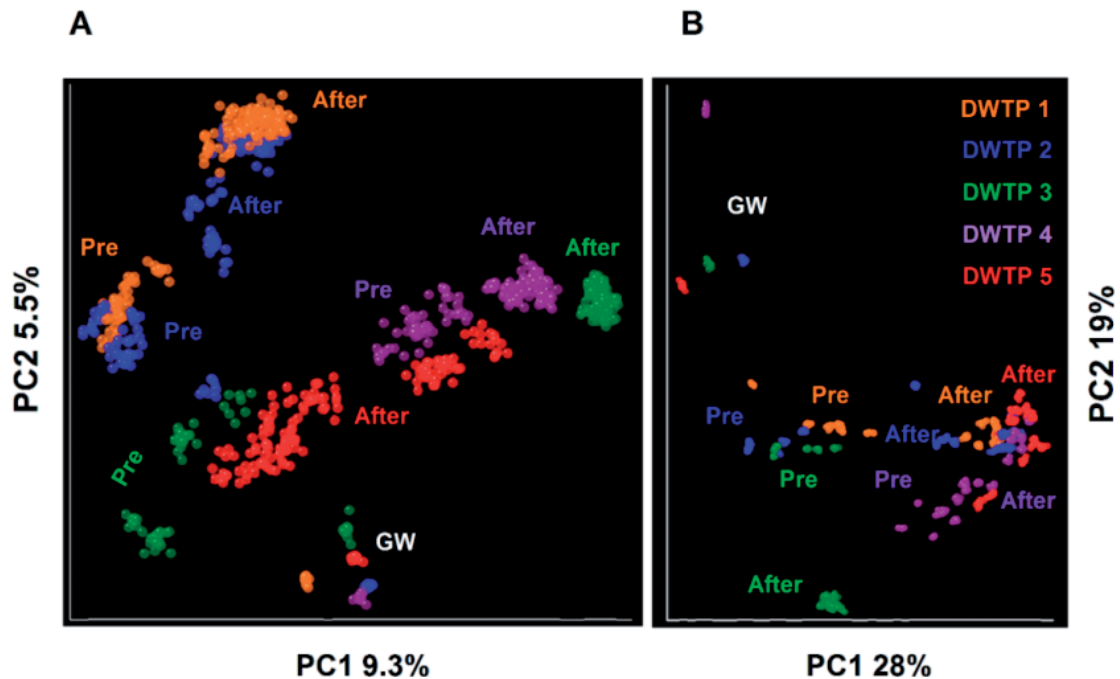 A
B
After
After
Pre
Pre
After
After
Pre
After
Pre
GW
PC2 5.5%
PC1 9.3%
DWTP 1
DWTP 2
DWTP 3
DWTP 4
DWTP 5
GW
After
Pre
After
Pre
After
Pre
Pre
After
After
PC2 19%
PC1 28%